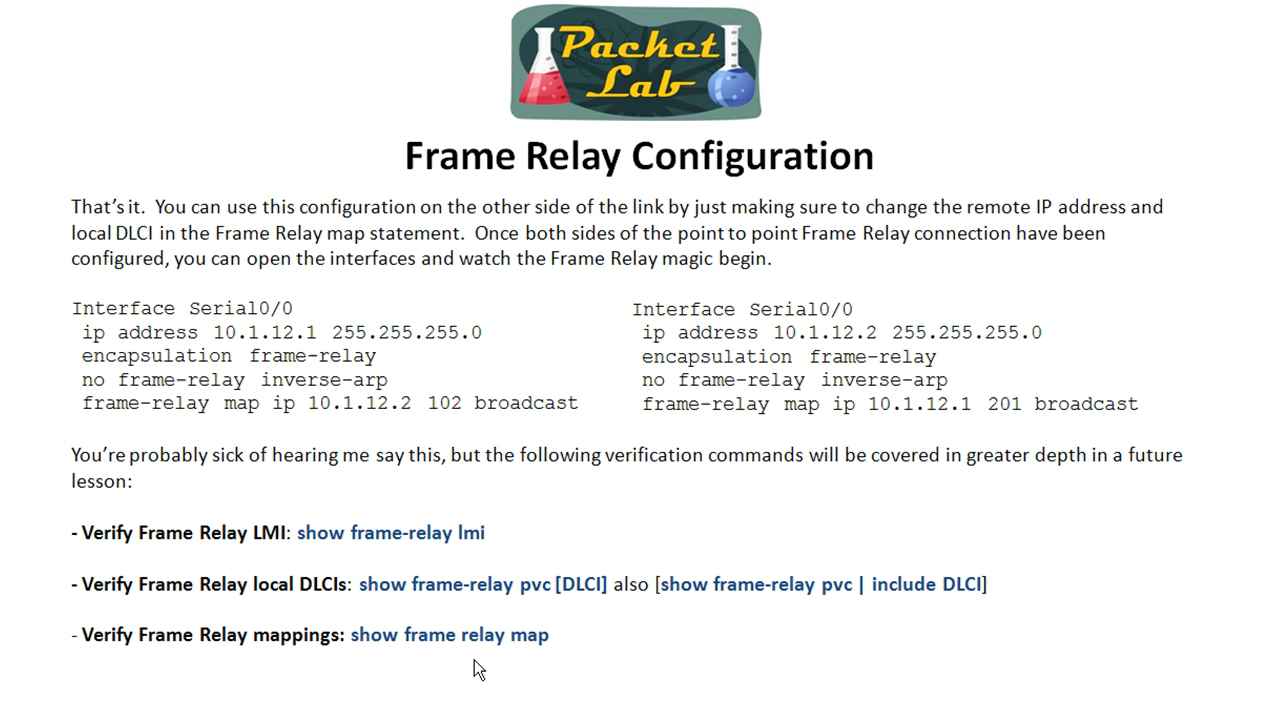 Packet
Lab
Frame Relay Configuration
That's it.  You can use this configuration on the other side of the link by just making sure to change the remote IP address and
local DLCI in the Frame Relay map statement.  Once both sides of the point to point Frame Relay connection have been
configured, you can open the interfaces and watch the Frame Relay magic begin.
Interface Serial0/0
ip address 10.1.12.1 255.255.255.0
encapsulation frame-relay
no frame-relay inverse-arp
frame-relay map ip 10.1.12.2 102 broadcast
Interface Serial0/0
ip address 10.1.12.2 255.255.255.0
encapsulation frame-relay
no frame-relay inverse-arp
frame-relay map ip 10.1.12.1 201 broadcast
You're probably sick of hearing me say this, but the following verification commands will be covered in greater depth in a future
lesson:
- Verify Frame Relay LMI: show frame-relay lmi
- Verify Frame Relay local DLCIs: show frame-relay pvc [DLCI] also [show frame-relay pvc | include DLCI]
- Verify Frame Relay mappings: show frame relay map